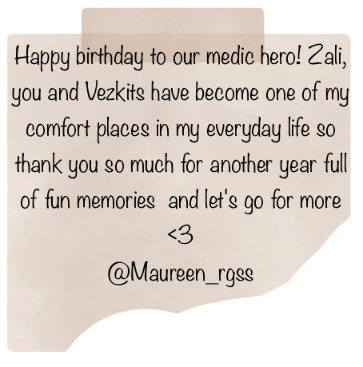 Happy birthday to our medic hero! Zali,
you and Vezkits have become one of my
comfort places in my everyday life so
thank you so much for another year full
of fun memories  and let's go for more
<3
@Maureen_rgss